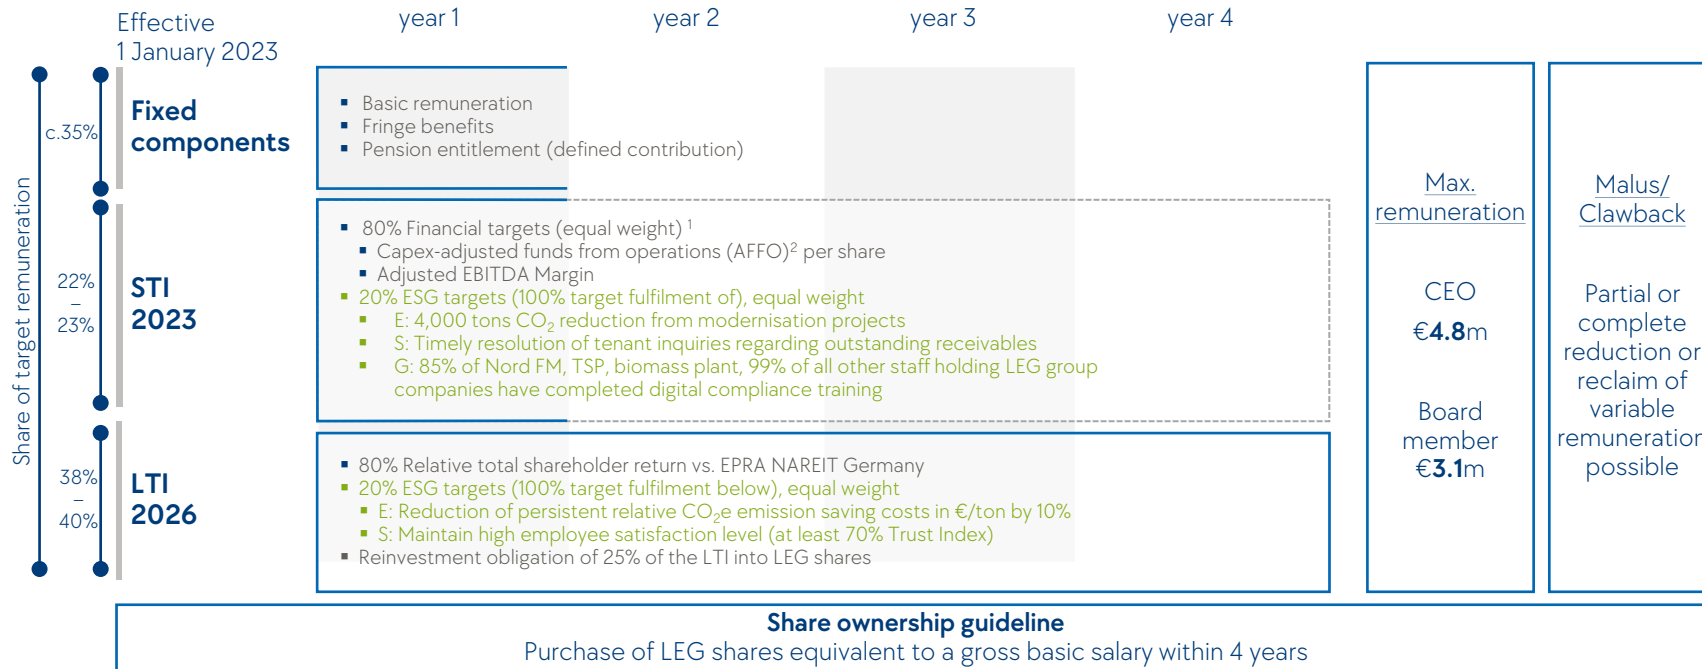 Effective
1 January 2023
year 1
year 2
year 3
year 4
Share of target remuneration
c.35%
Fixed
components
▪ Basic remuneration
▪ Fringe benefits
▪ Pension entitlement (defined contribution)
22%
–
23%
STI
2023
▪ 80% Financial targets (equal weight) ¹
▪ Capex-adjusted funds from operations (AFFO)² per share
▪ Adjusted EBITDA Margin
▪ 20% ESG targets (100% target fulfilment of), equal weight
▪ E: 4,000 tons CO₂ reduction from modernisation projects
▪ S: Timely resolution of tenant inquiries regarding outstanding receivables
▪ G: 85% of Nord FM, TSP, biomass plant, 99% of all other staff holding LEG group
companies have completed digital compliance training
38%
–
40%
LTI
2026
▪ 80% Relative total shareholder return vs. EPRA NAREIT Germany
▪ 20% ESG targets (100% target fulfilment below), equal weight
▪ E: Reduction of persistent relative CO₂e emission saving costs in €/ton by 10%
▪ S: Maintain high employee satisfaction level (at least 70% Trust Index)
▪ Reinvestment obligation of 25% of the LTI into LEG shares
Max.
remuneration
CEO
€4.8m
Board
member
€3.1m
Malus/
Clawback
Partial or
complete
reduction or
reclaim of
variable
remuneration
possible
Share ownership guideline
Purchase of LEG shares equivalent to a gross basic salary within 4 years